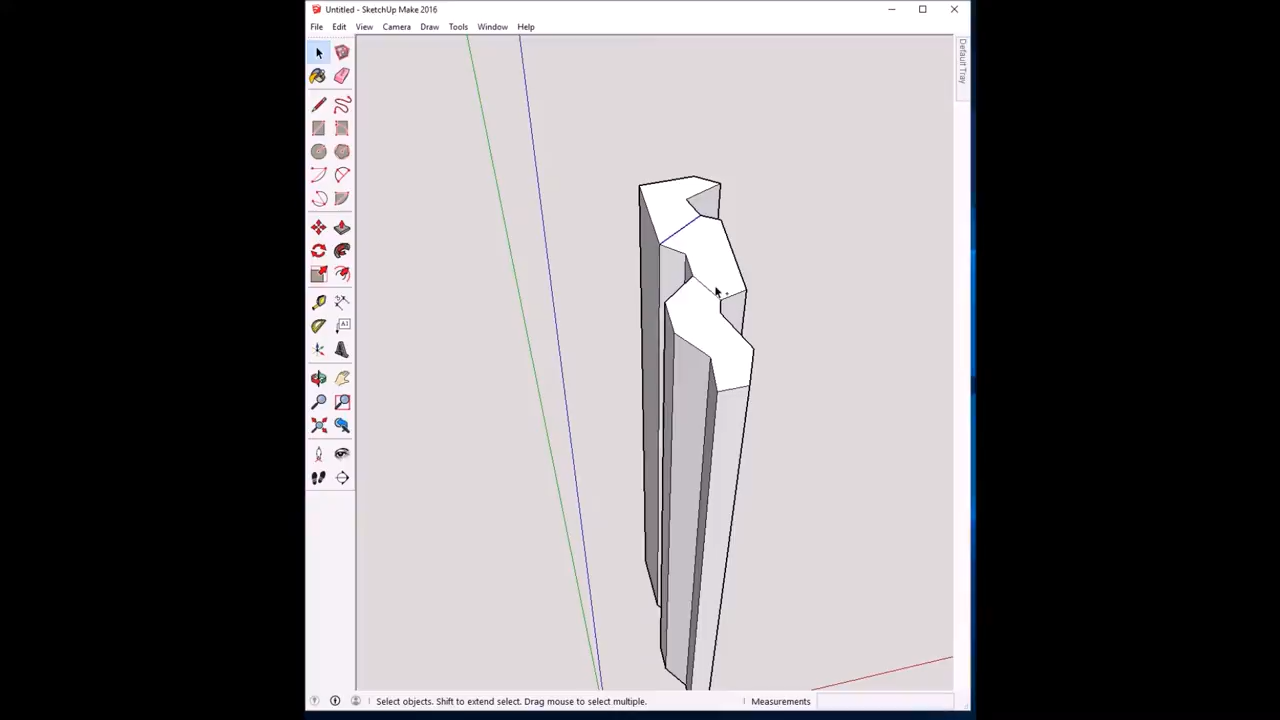 Untitled - SketchUp Make 2016
File Edit View Camera Draw Tools Window Help
Default Tray
A1
Select objects. Shift to extend select. Drag mouse to select multiple. Measurements